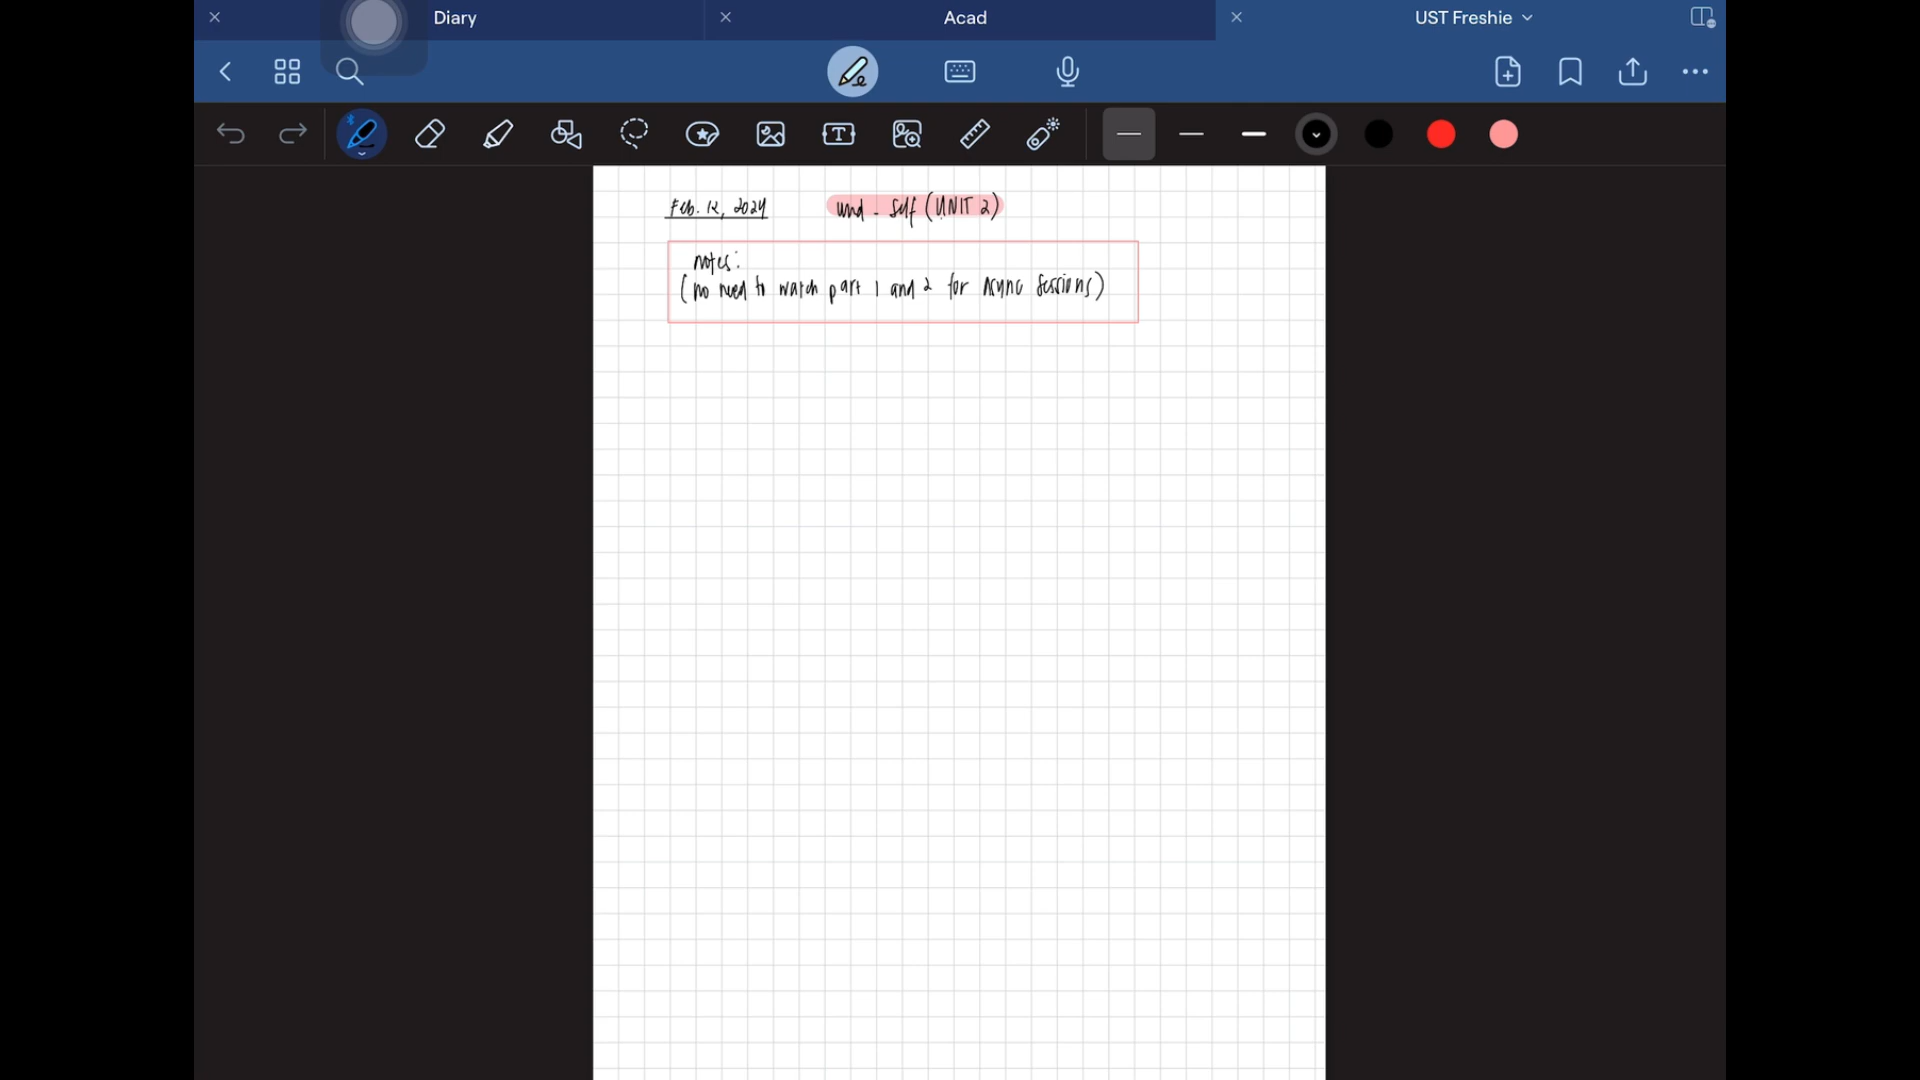 Diary Acad UST Freshie
Feb. 12, 2024 und - self (UNIT 2)
notes:
(no need to watch part 1 and 2 for async sessions)